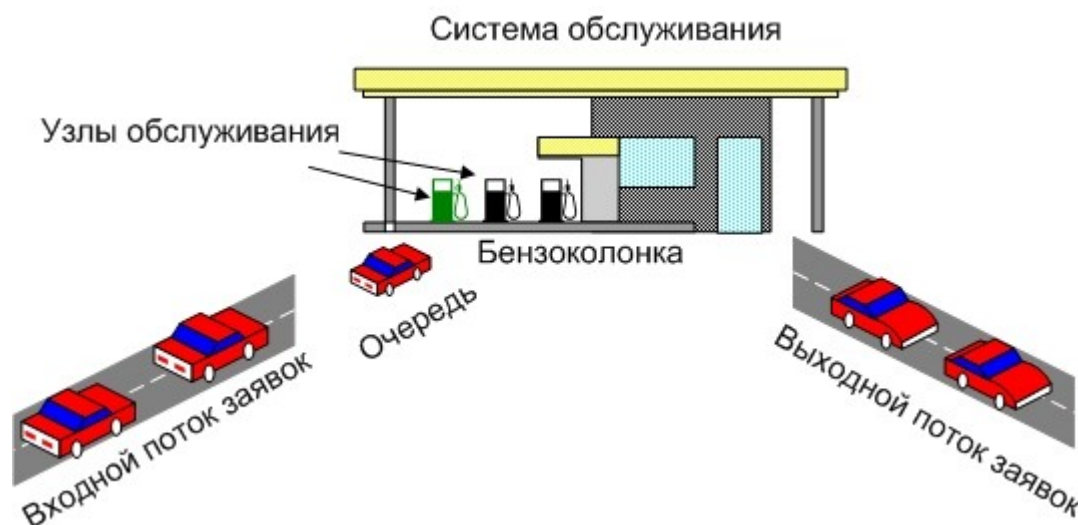 Система обслуживания
Узлы обслуживания
Бензоколонка
Очередь
Входной поток заявок
Выходной поток заявок